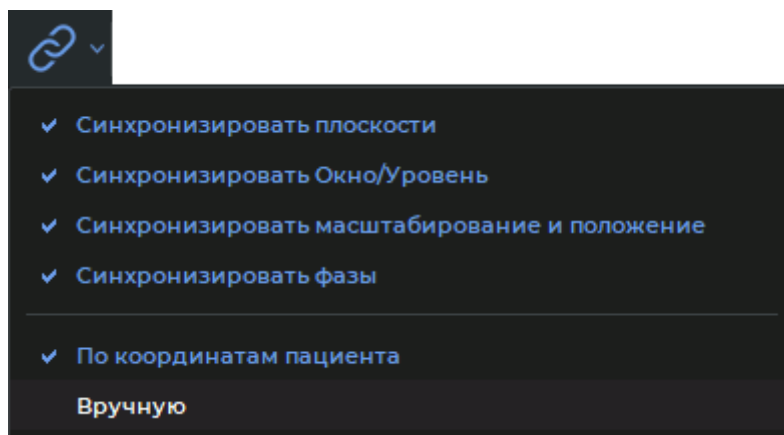 Синхронизировать плоскости
Синхронизировать Окно/Уровень
Синхронизировать масштабирование и положение
Синхронизировать фазы
По координатам пациента
Вручную